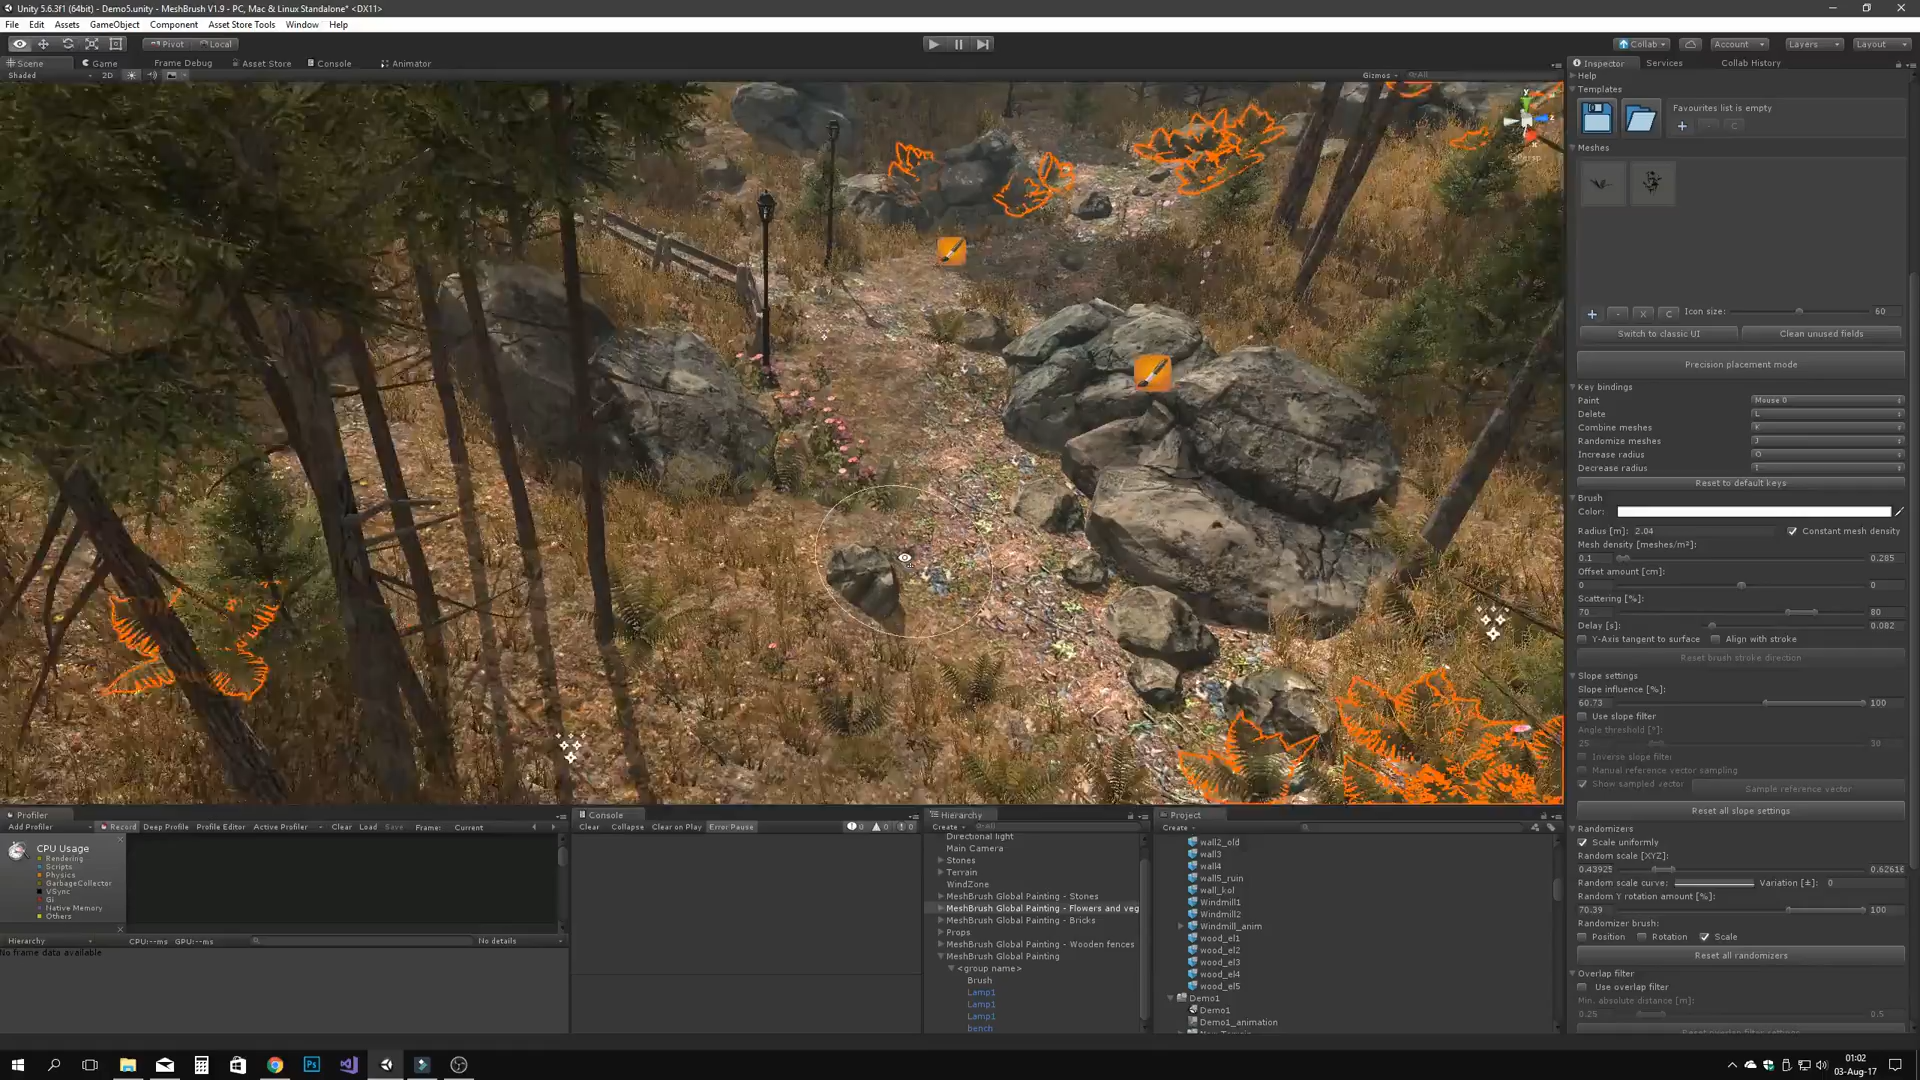 Unity 5.6.3f1 (64bit) - Demo5.unity - MeshBrush V1.9 - PC, Mac & Linux Standalone* <DX11>
File Edit Assets GameObject Component Asset Store Tools Window Help
Pivot Local Collab Account Layers Layout
Scene Game Frame Debug Asset Store Console Animator
Shaded 2D Gizmos All
Inspector Services Collab History
Help
Templates
Favourites list is empty
+ - C
Meshes
+ - X C Icon size: 60
Switch to classic UI Clean unused fields
Precision placement mode
Key bindings
Paint Mouse 0
Delete L
Combine meshes K
Randomize meshes J
Increase radius O
Decrease radius I
Reset to default keys
Brush
Color:
Radius [m]: 2.04 Constant mesh density
Mesh density [meshes/m²]:
0.1 0.285
Offset amount [cm]:
0 0
Scattering [%]:
70 80
Delay [s]: 0.082
Y-Axis tangent to surface Align with stroke
Reset brush stroke direction
Slope settings
Slope influence [%]:
60.73 100
Use slope filter
Angle threshold [°]:
25 30
Inverse slope filter
Manual reference vector sampling
Show sampled vector Sample reference vector
Reset all slope settings
Randomizers
Scale uniformly
Random scale [XYZ]:
0.43925 0.62616
Random scale curve: Variation [±]: 0
Random Y rotation amount [%]:
70.39 100
Randomizer brush:
Position Rotation Scale
Reset all randomizers
Overlap filter
Use overlap filter
Min. absolute distance [m]:
0.25 0.5
Reset overlap filter settings
y
z
x
Persp
Profiler
Add Profiler Record Deep Profile Profiler Editor Active Profiler Clear Load Save Frame: Current
CPU Usage
Rendering
Scripts
Physics
GarbageCollector
VSync
Gi
Native Memory
Others
Hierarchy CPU:--ms GPU:--ms No details
No frame data available
Console
Clear Collapse Clear on Play Error Pause 0 0 0
Hierarchy
Create All
Directional light
Main Camera
Stones
Terrain
WindZone
MeshBrush Global Painting - Stones
MeshBrush Global Painting - Flowers and veg
MeshBrush Global Painting - Bricks
Props
MeshBrush Global Painting - Wooden fences
MeshBrush Global Painting
<group name>
Brush
Lamp1
Lamp1
Lamp1
bench
Project
Create
wall2_old
wall3
wall4
wall5_ruin
wall_kol
Windmill1
Windmill2
Windmill_anim
wood_el1
wood_el2
wood_el3
wood_el4
wood_el5
Demo1
Demo1
Demo1_animation
New Terrain
Ps
01:02
03-Aug-17